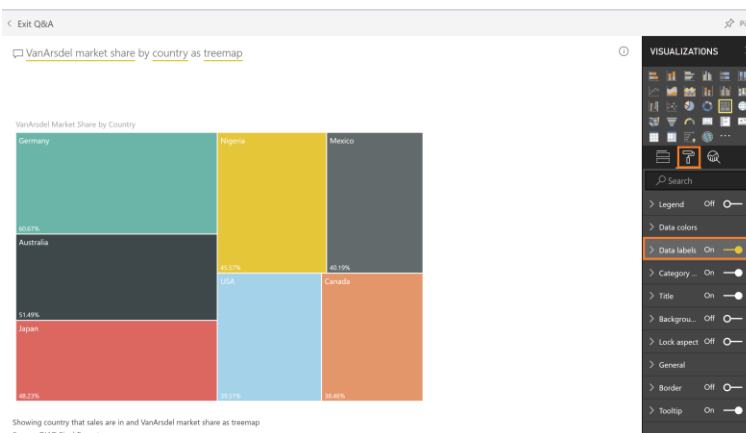 Exit Q&A
VanArsdel market share by country as treemap
VanArsdel Market Share by Country
Germany
60.67%
Australia
51.49%
Japan
48.23%
Nigeria
45.57%
Mexico
40.19%
USA
39.51%
Canada
38.46%
Showing country that sales are in and VanArsdel market share as treemap
VISUALIZATIONS
Search
Legend Off
Data colors
Data labels On
Category ... On
Title On
Backgrou... Off
Lock aspect Off
General
Border Off
Tooltip On